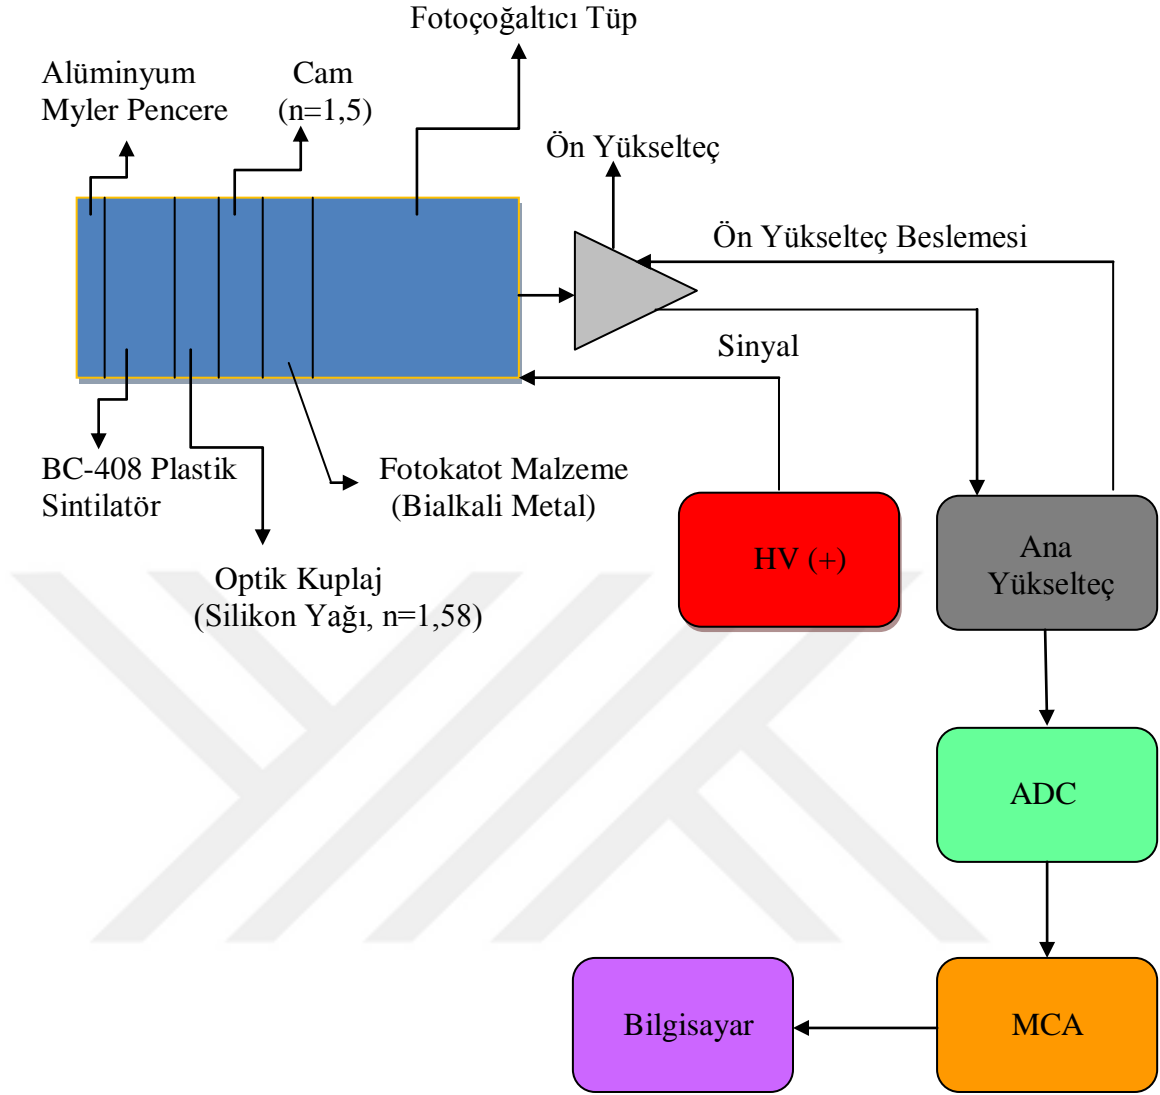 Fotoçoğaltıcı Tüp
Alüminyum
Myler Pencere
Cam
(n=1,5)
Ön Yükselteç
Ön Yükselteç Beslemesi
Sinyal
BC-408 Plastik
Sintilatör
Fotokatot Malzeme
(Bialkali Metal)
Optik Kuplaj
(Silikon Yağı, n=1,58)
HV (+)
Ana
Yükselteç
ADC
MCA
Bilgisayar